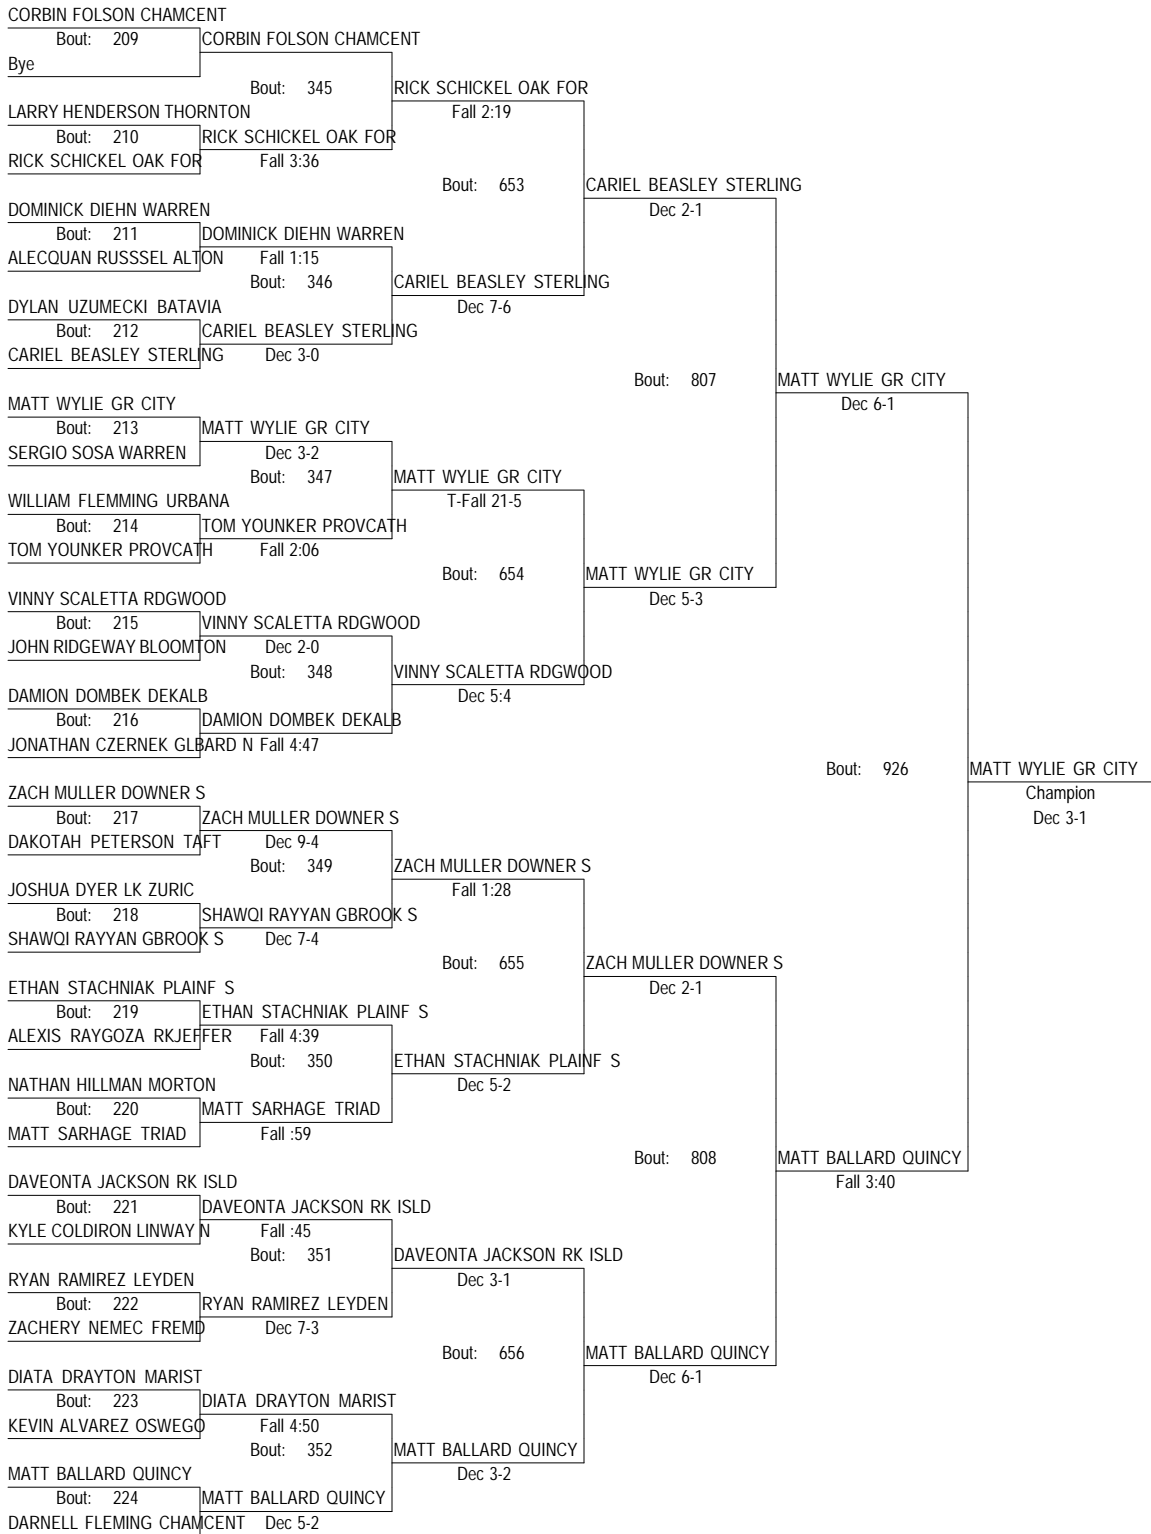 CORBIN FOLSON CHAMCENT
Bout: 209 CORBIN FOLSON CHAMCENT
Bye
Bout: 345 RICK SCHICKEL OAK FOR
LARRY HENDERSON THORNTON Fall 2:19
Bout: 210 RICK SCHICKEL OAK FOR
RICK SCHICKEL OAK FOR Fall 3:36
Bout: 653 CARIEL BEASLEY STERLING
DOMINICK DIEHN WARREN Dec 2-1
Bout: 211 DOMINICK DIEHN WARREN
ALECQUAN RUSSSEL ALTON Fall 1:15
Bout: 346 CARIEL BEASLEY STERLING
DYLAN UZUMECKI BATAVIA Dec 7-6
Bout: 212 CARIEL BEASLEY STERLING
CARIEL BEASLEY STERLING Dec 3-0
Bout: 807 MATT WYLIE GR CITY
MATT WYLIE GR CITY Dec 6-1
Bout: 213 MATT WYLIE GR CITY
SERGIO SOSA WARREN Dec 3-2
Bout: 347 MATT WYLIE GR CITY
WILLIAM FLEMMING URBANA T-Fall 21-5
Bout: 214 TOM YOUNKER PROVCATH
TOM YOUNKER PROVCATH Fall 2:06
Bout: 654 MATT WYLIE GR CITY
VINNY SCALETTA RDGWOOD Dec 5-3
Bout: 215 VINNY SCALETTA RDGWOOD
JOHN RIDGEWAY BLOOMTON Dec 2-0
Bout: 348 VINNY SCALETTA RDGWOOD
DAMION DOMBEK DEKALB Dec 5:4
Bout: 216 DAMION DOMBEK DEKALB
JONATHAN CZERNEK GLBARD N Fall 4:47
Bout: 926 MATT WYLIE GR CITY
ZACH MULLER DOWNER S Champion
Bout: 217 ZACH MULLER DOWNER S Dec 3-1
DAKOTAH PETERSON TAFT Dec 9-4
Bout: 349 ZACH MULLER DOWNER S
JOSHUA DYER LK ZURIC Fall 1:28
Bout: 218 SHAWQI RAYYAN GBROOK S
SHAWQI RAYYAN GBROOK S Dec 7-4
Bout: 655 ZACH MULLER DOWNER S
ETHAN STACHNIAK PLAINF S Dec 2-1
Bout: 219 ETHAN STACHNIAK PLAINF S
ALEXIS RAYGOZA RKJEFFER Fall 4:39
Bout: 350 ETHAN STACHNIAK PLAINF S
NATHAN HILLMAN MORTON Dec 5-2
Bout: 220 MATT SARHAGE TRIAD
MATT SARHAGE TRIAD Fall :59
Bout: 808 MATT BALLARD QUINCY
DAVEONTA JACKSON RK ISLD Fall 3:40
Bout: 221 DAVEONTA JACKSON RK ISLD
KYLE COLDIRON LINWAY N Fall :45
Bout: 351 DAVEONTA JACKSON RK ISLD
RYAN RAMIREZ LEYDEN Dec 3-1
Bout: 222 RYAN RAMIREZ LEYDEN
ZACHERY NEMEC FREMD Dec 7-3
Bout: 656 MATT BALLARD QUINCY
DIATA DRAYTON MARIST Dec 6-1
Bout: 223 DIATA DRAYTON MARIST
KEVIN ALVAREZ OSWEGO Fall 4:50
Bout: 352 MATT BALLARD QUINCY
MATT BALLARD QUINCY Dec 3-2
Bout: 224 MATT BALLARD QUINCY
DARNELL FLEMING CHAMCENT Dec 5-2